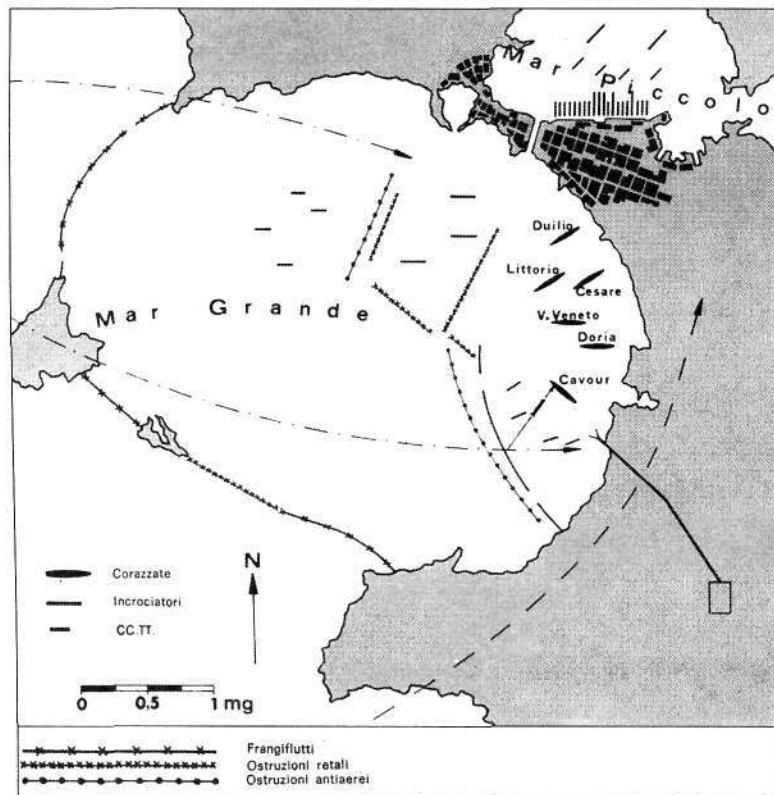 Mar Piccolo
Duilio
Littorio
Cesare
Mar Grande
V. Veneto
Doria
Cavour
N
Corazzate
Incrociatori
CC.TT.
0 0,5 1 mg
Frangiflutti
Ostruzioni retali
Ostruzioni antiaerei